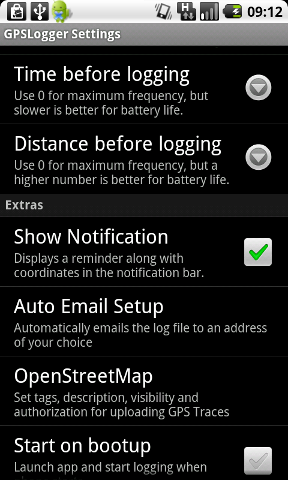 09:12
GPSLogger Settings
Time before logging
Use 0 for maximum frequency, but
slower is better for battery life.
Distance before logging
Use 0 for maximum frequency, but a
higher number is better for battery life.
Extras
Show Notification
Displays a reminder along with
coordinates in the notification bar.
Auto Email Setup
Automatically emails the log file to an address
of your choice
OpenStreetMap
Set tags, description, visibility and
authorization for uploading GPS Traces
Start on bootup
Launch app and start logging when